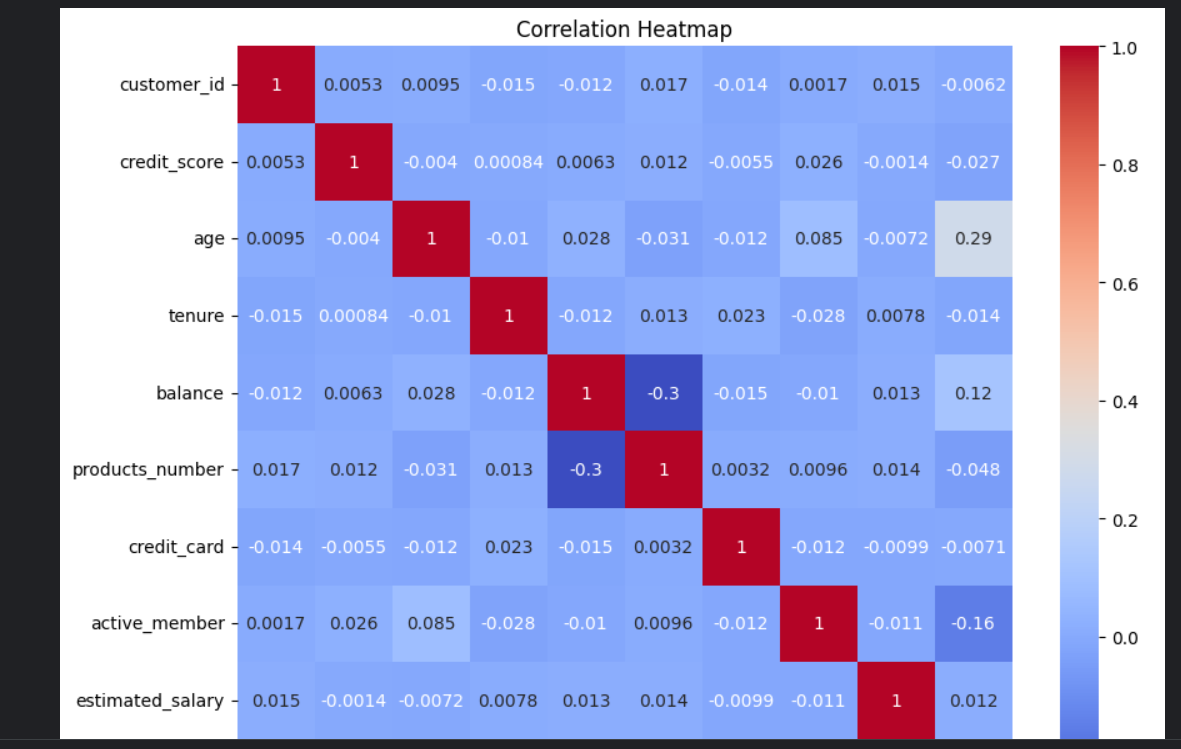 Correlation Heatmap
customer_id 1 0.0053 0.0095 -0.015 -0.012 0.017 -0.014 0.0017 0.015 -0.0062
credit_score 0.0053 1 -0.004 0.00084 0.0063 0.012 -0.0055 0.026 -0.0014 -0.027
age 0.0095 -0.004 1 -0.01 0.028 -0.031 -0.012 0.085 -0.0072 0.29
tenure -0.015 0.00084 -0.01 1 -0.012 0.013 0.023 -0.028 0.0078 -0.014
balance -0.012 0.0063 0.028 -0.012 1 -0.3 -0.015 -0.01 0.013 0.12
products_number 0.017 0.012 -0.031 0.013 -0.3 1 0.0032 0.0096 0.014 -0.048
credit_card -0.014 -0.0055 -0.012 0.023 -0.015 0.0032 1 -0.012 -0.0099 -0.0071
active_member 0.0017 0.026 0.085 -0.028 -0.01 0.0096 -0.012 1 -0.011 -0.16
estimated_salary 0.015 -0.0014 -0.0072 0.0078 0.013 0.014 -0.0099 -0.011 1 0.012
1.0
0.8
0.6
0.4
0.2
0.0